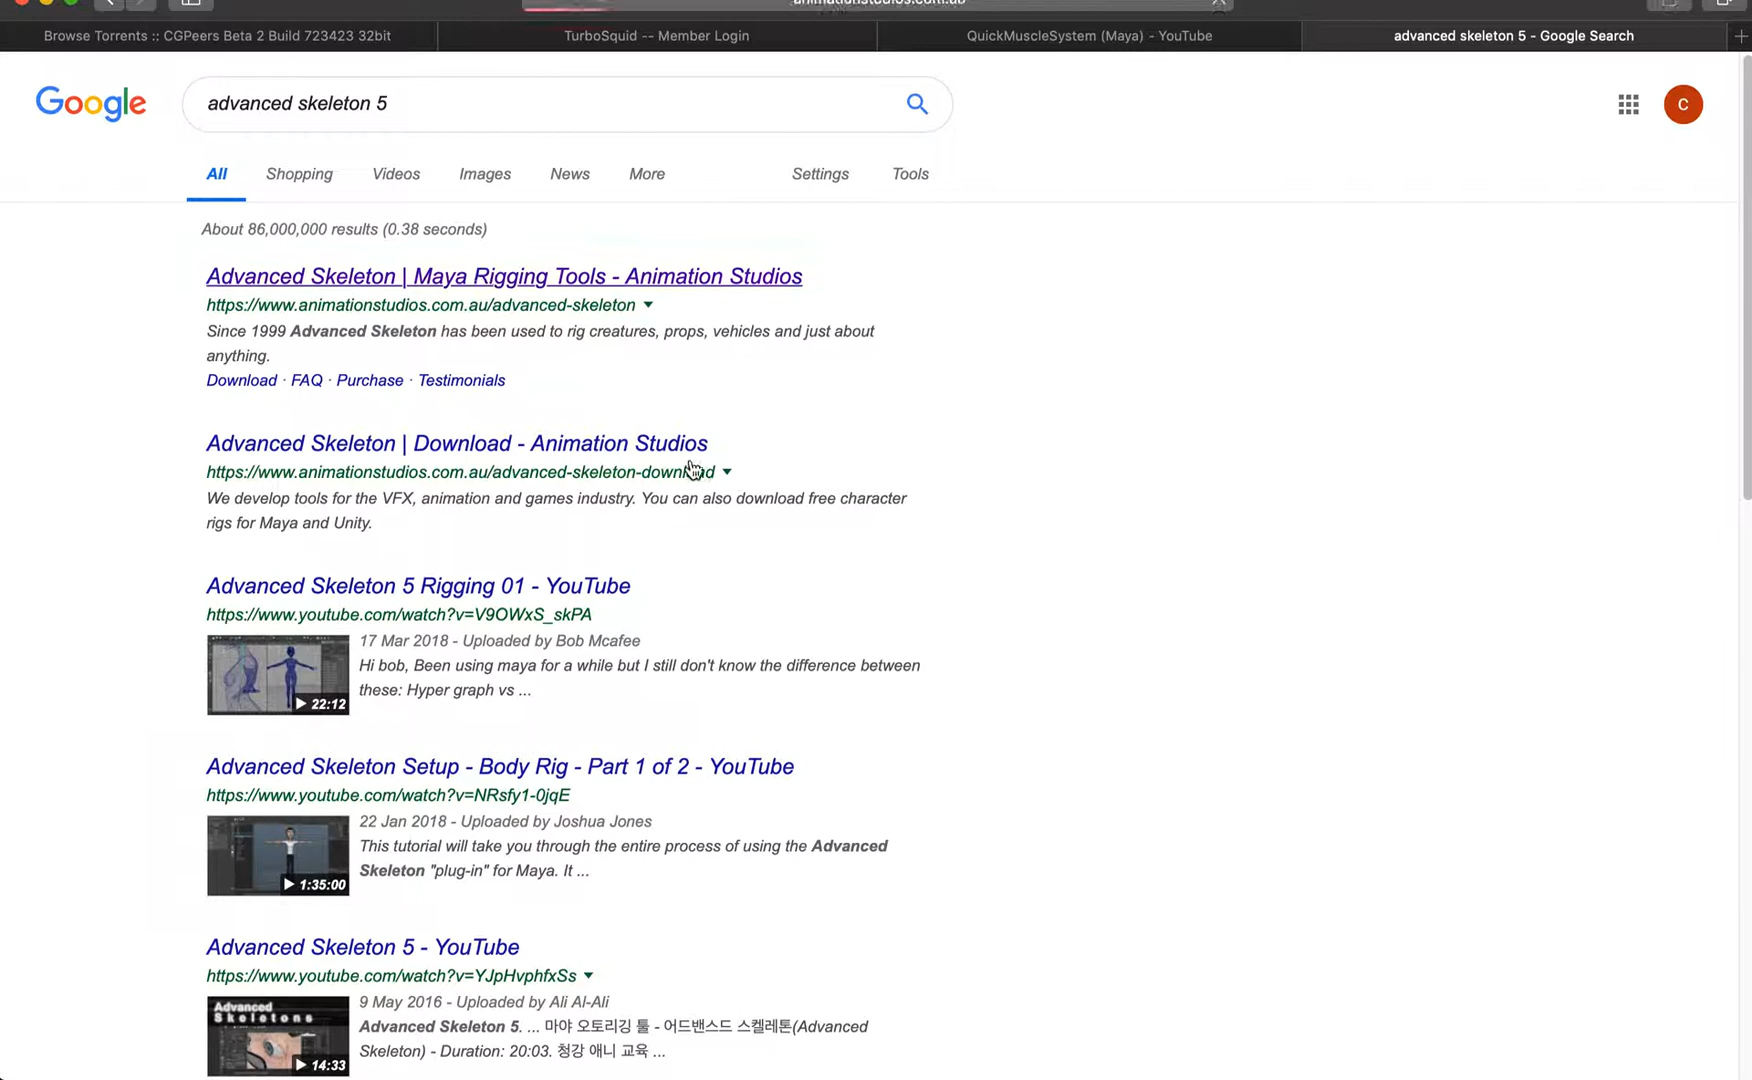 Browse Torrents :: CGPeers Beta 2 Build 723423 32bit
TurboSquid -- Member Login
QuickMuscleSystem (Maya) - YouTube
advanced skeleton 5 - Google Search
Google
advanced skeleton 5
C
All
Shopping
Videos
Images
News
More
Settings
Tools
About 86,000,000 results (0.38 seconds)
Advanced Skeleton | Maya Rigging Tools - Animation Studios
https://www.animationstudios.com.au/advanced-skeleton
Since 1999 Advanced Skeleton has been used to rig creatures, props, vehicles and just about
anything.
Download · FAQ · Purchase · Testimonials
Advanced Skeleton | Download - Animation Studios
https://www.animationstudios.com.au/advanced-skeleton-download
We develop tools for the VFX, animation and games industry. You can also download free character
rigs for Maya and Unity.
Advanced Skeleton 5 Rigging 01 - YouTube
https://www.youtube.com/watch?v=V9OWxS_skPA
17 Mar 2018 - Uploaded by Bob Mcafee
Hi bob, Been using maya for a while but I still don't know the difference between
these: Hyper graph vs ...
22:12
Advanced Skeleton Setup - Body Rig - Part 1 of 2 - YouTube
https://www.youtube.com/watch?v=NRsfy1-0jqE
22 Jan 2018 - Uploaded by Joshua Jones
This tutorial will take you through the entire process of using the Advanced
Skeleton "plug-in" for Maya. It ...
1:35:00
Advanced Skeleton 5 - YouTube
https://www.youtube.com/watch?v=YJpHvphfxSs
9 May 2016 - Uploaded by Ali Al-Ali
Advanced Skeleton 5. ... 마야 오토리깅 툴 - 어드밴스드 스켈레톤(Advanced
Skeleton) - Duration: 20:03. 청강 애니 교육 ...
Advanced
Skeletons
14:33